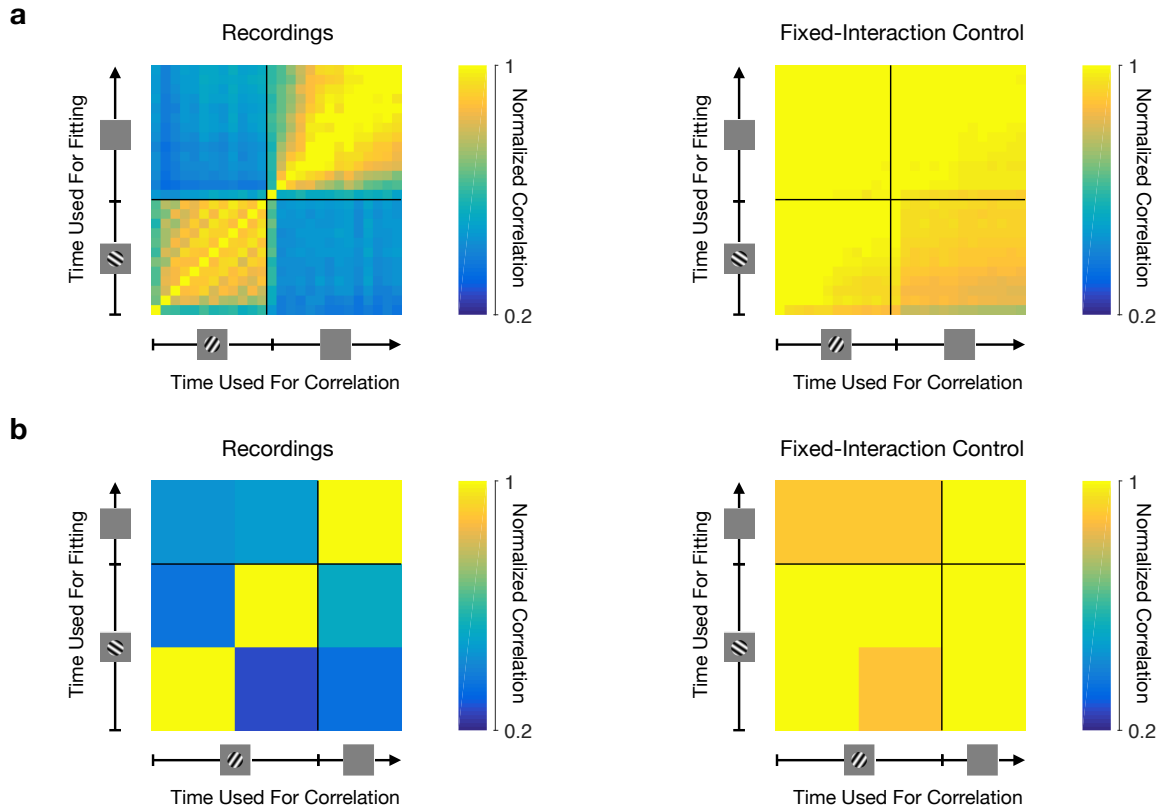 a
Recordings
Time Used For Fitting
Time Used For Correlation
1
Normalized Correlation
0.2
Fixed-Interaction Control
Time Used For Fitting
Time Used For Correlation
1
Normalized Correlation
0.2
b
Recordings
Time Used For Fitting
Time Used For Correlation
1
Normalized Correlation
0.2
Fixed-Interaction Control
Time Used For Fitting
Time Used For Correlation
1
Normalized Correlation
0.2